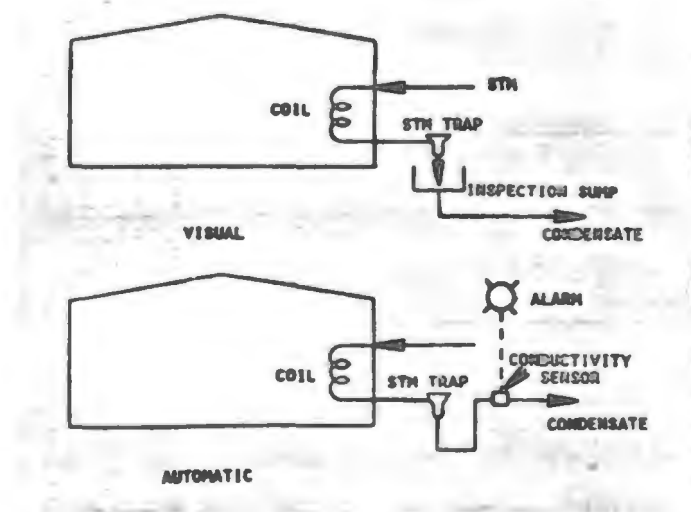 STM
COIL
STM TRAP
INSPECTION SUMP
VISUAL
CONDENSATE
ALARM
CONDUCTIVITY
SENSOR
COIL
STM TRAP
CONDENSATE
AUTOMATIC